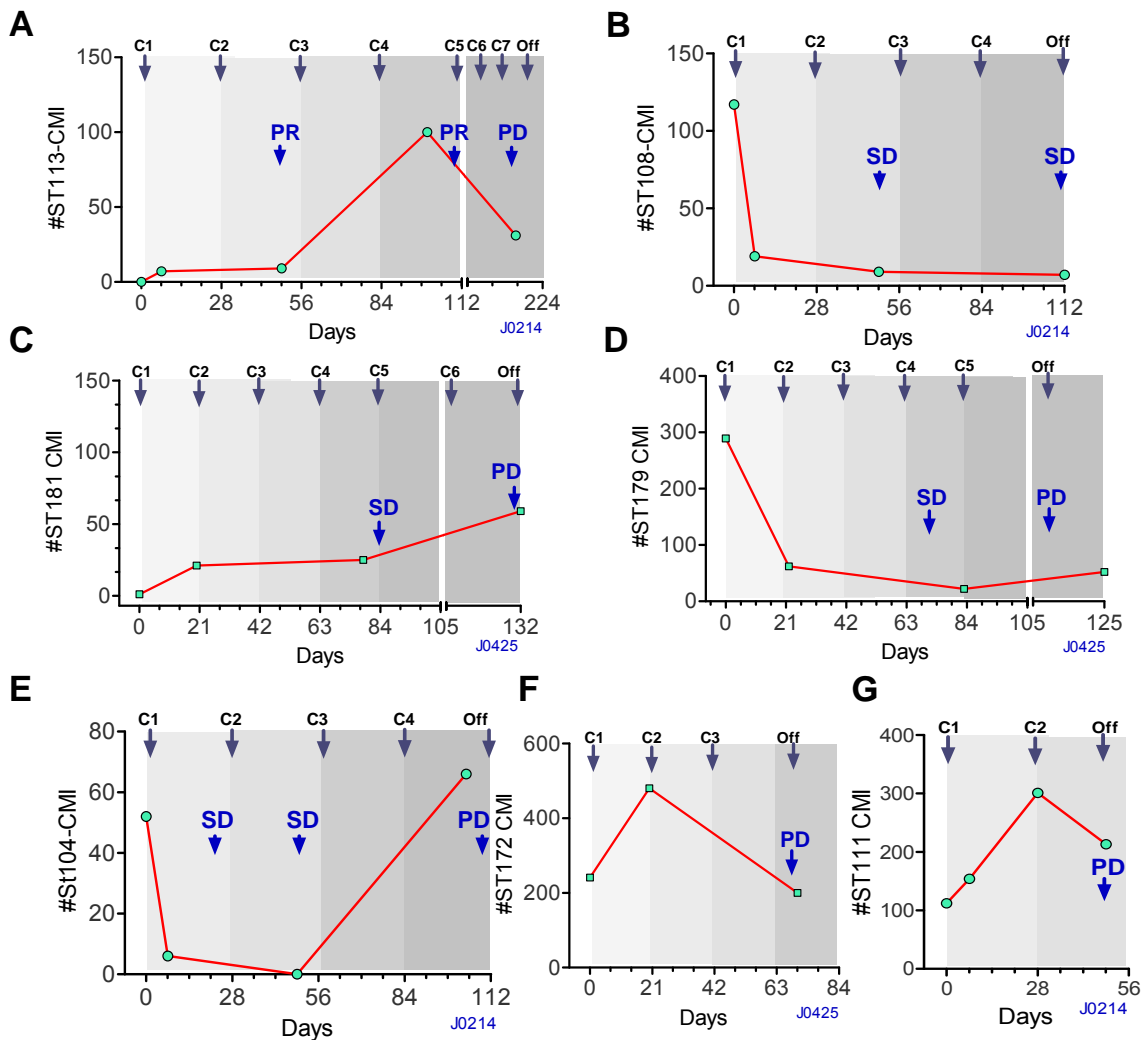 A
C1 C2 C3 C4 C5 C6 C7 Off
150
100
50
0
#ST113-CMI
PR PR PD
0 28 56 84 112 224
Days
J0214
B
C1 C2 C3 C4 Off
150
100
50
0
#ST108-CMI
SD SD
0 28 56 84 112
Days
J0214
C
C1 C2 C3 C4 C5 C6 Off
150
100
50
0
#ST181 CMI
SD PD
0 21 42 63 84 105 132
Days
J0425
D
C1 C2 C3 C4 C5 Off
400
300
200
100
0
#ST179 CMI
SD PD
0 21 42 63 84 105 125
Days
J0425
E
C1 C2 C3 C4 Off
80
60
40
20
0
#St104-CMI
SD SD PD
0 28 56 84 112
Days
J0214
F
C1 C2 C3 Off
600
400
200
0
#ST172 CMI
PD
0 21 42 63 84
Days
J0425
G
C1 C2 Off
400
300
200
100
0
#ST111 CMI
PD
0 28 56
Days
J0214